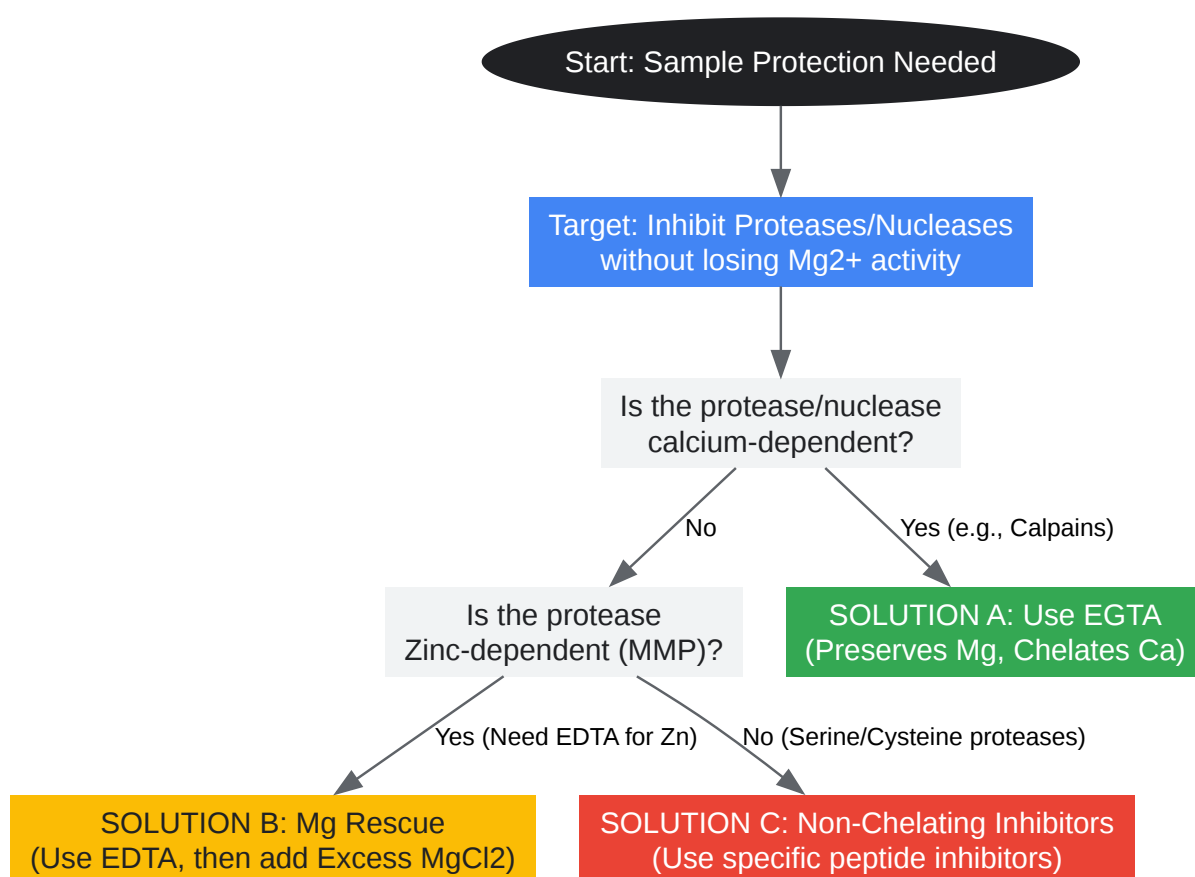 Start: Sample Protection Needed
Target: Inhibit Proteases/Nucleases
without losing Mg2+ activity
Is the protease/nuclease
calcium-dependent?
No
Yes (e.g., Calpains)
Is the protease
Zinc-dependent (MMP)?
SOLUTION A: Use EGTA
(Preserves Mg, Chelates Ca)
Yes (Need EDTA for Zn)
No (Serine/Cysteine proteases)
SOLUTION B: Mg Rescue
(Use EDTA, then add Excess MgCl2)
SOLUTION C: Non-Chelating Inhibitors
(Use specific peptide inhibitors)